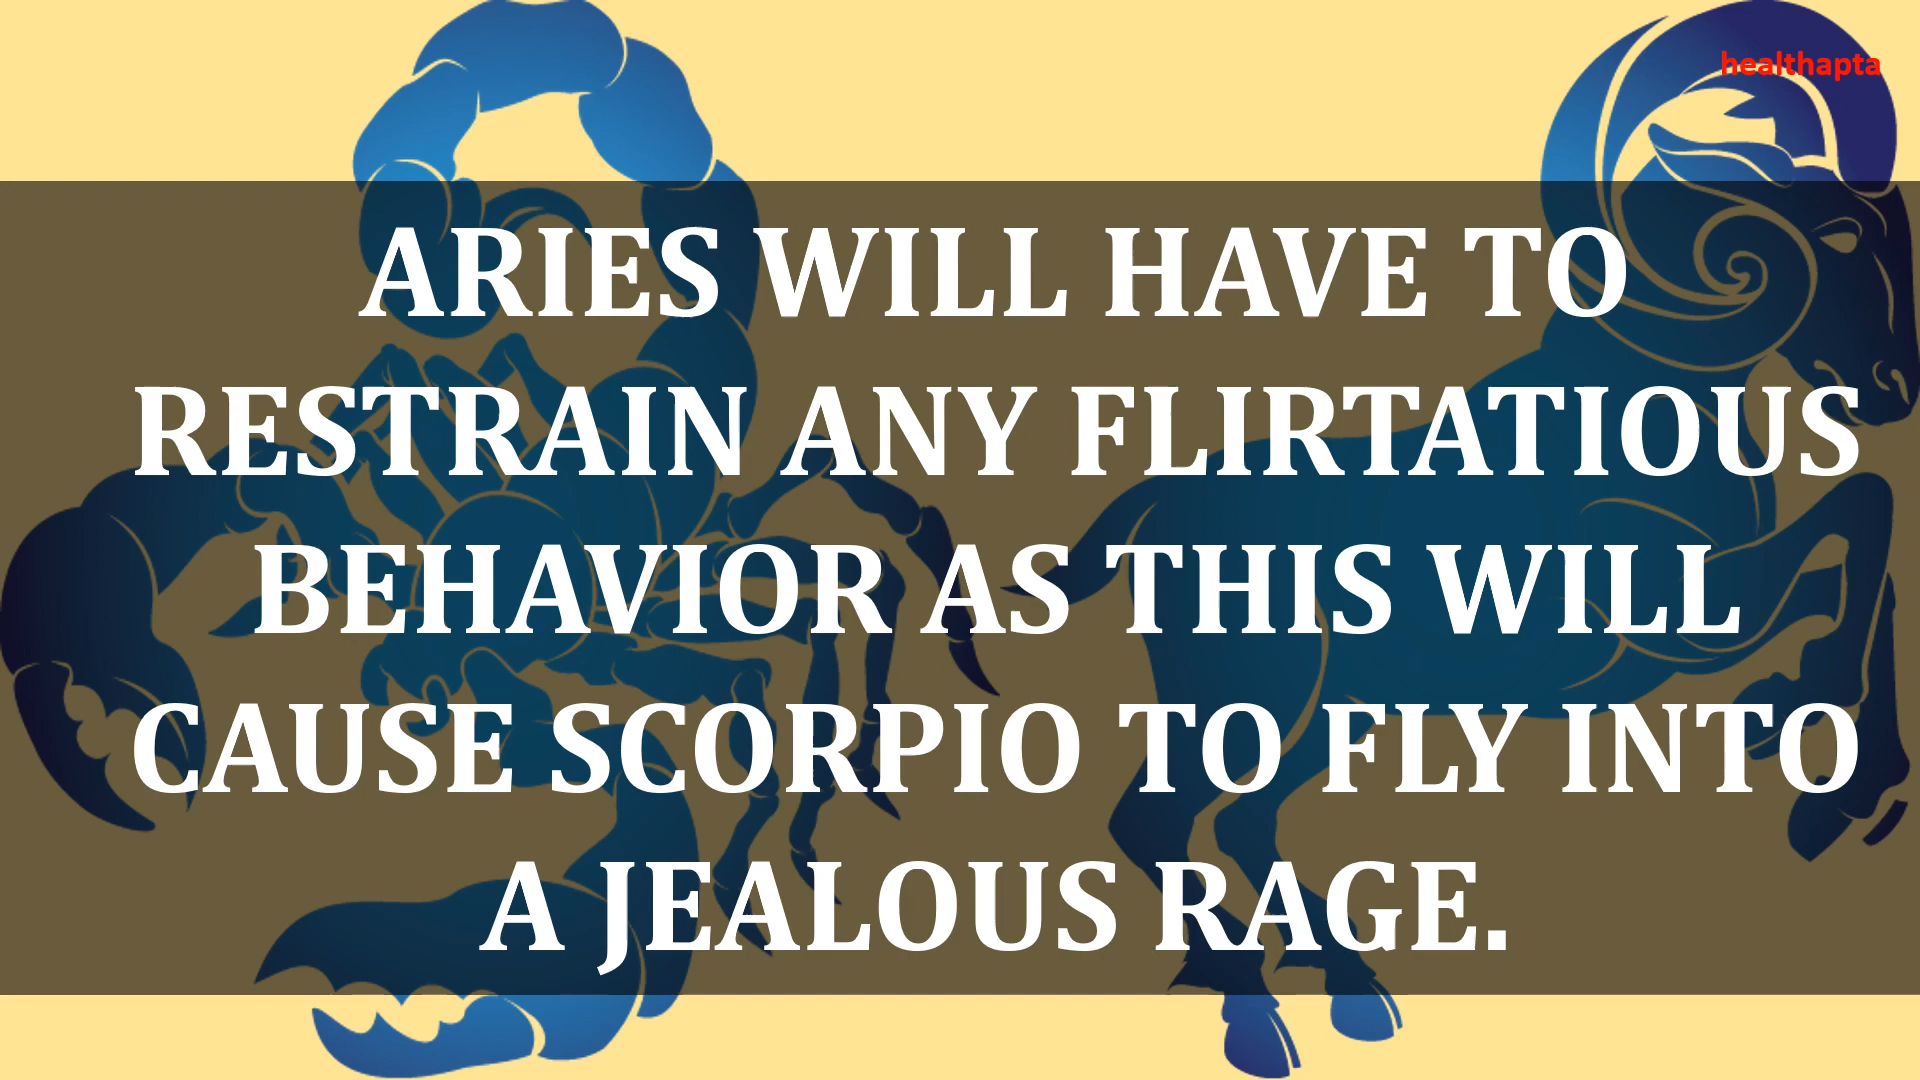 healthapta
ARIES WILL HAVE TO
RESTRAIN ANY FLIRTATIOUS
BEHAVIOR AS THIS WILL
CAUSE SCORPIO TO FLY INTO
A JEALOUS RAGE.